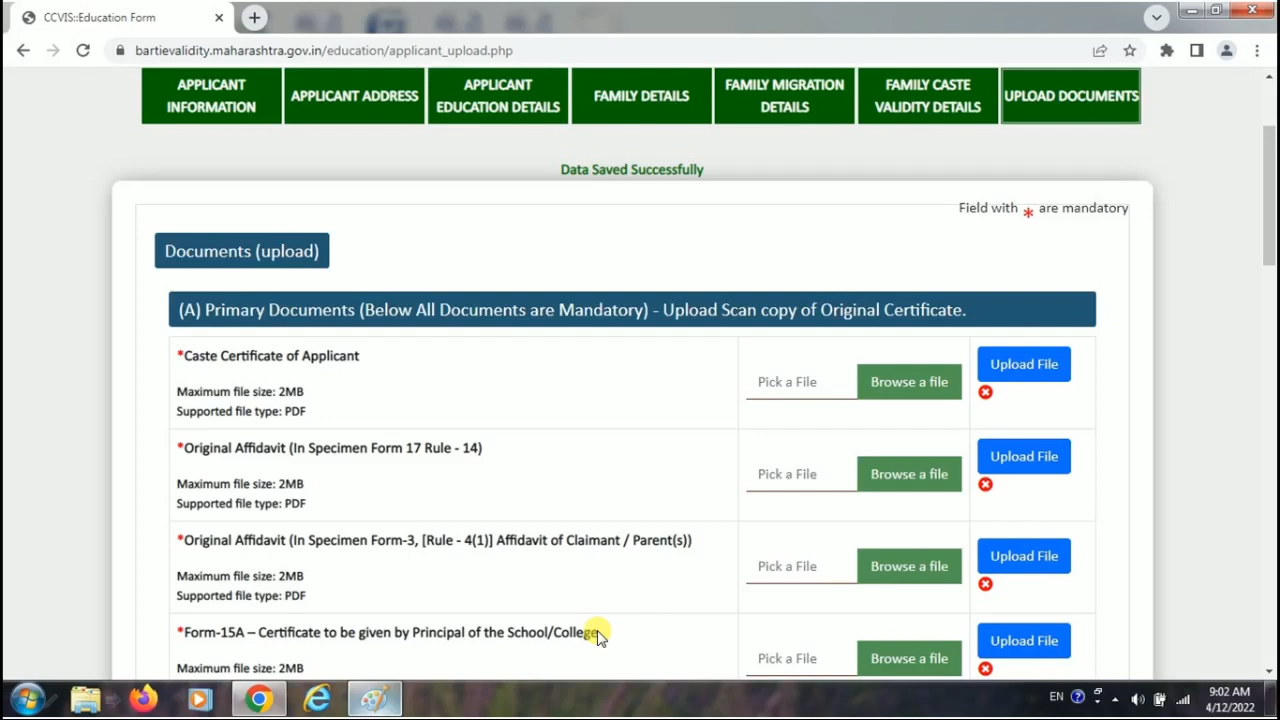 CCVIS::Education Form
bartievalidity.maharashtra.gov.in/education/applicant_upload.php
APPLICANT INFORMATION
APPLICANT ADDRESS
APPLICANT EDUCATION DETAILS
FAMILY DETAILS
FAMILY MIGRATION DETAILS
FAMILY CASTE VALIDITY DETAILS
UPLOAD DOCUMENTS
Data Saved Successfully
Field with * are mandatory
Documents (upload)
(A) Primary Documents (Below All Documents are Mandatory) - Upload Scan copy of Original Certificate.
*Caste Certificate of Applicant
Maximum file size: 2MB
Supported file type: PDF
Pick a File
Browse a file
Upload File
*Original Affidavit (In Specimen Form 17 Rule - 14)
Maximum file size: 2MB
Supported file type: PDF
Pick a File
Browse a file
Upload File
*Original Affidavit (In Specimen Form-3, [Rule - 4(1)] Affidavit of Claimant / Parent(s))
Maximum file size: 2MB
Supported file type: PDF
Pick a File
Browse a file
Upload File
*Form-15A – Certificate to be given by Principal of the School/College
Maximum file size: 2MB
Pick a File
Browse a file
Upload File
EN
9:02 AM
4/12/2022